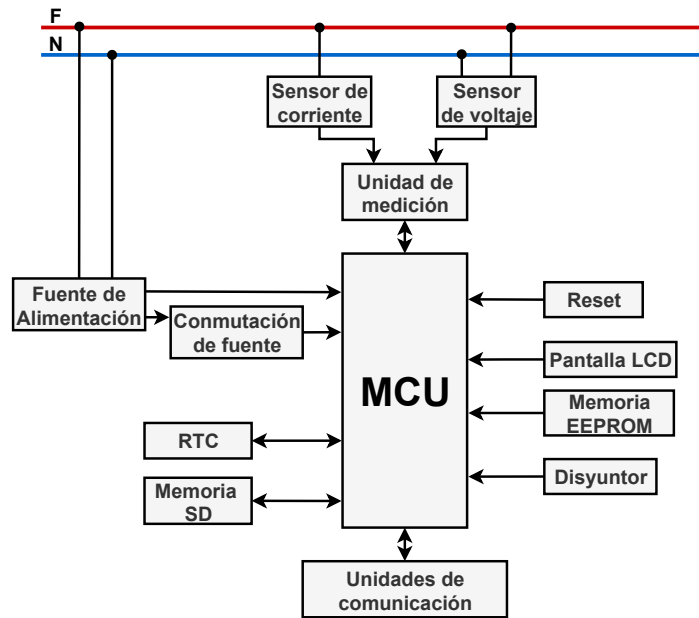 F
N
Sensor de
corriente
Sensor
de voltaje
Unidad de
medición
Fuente de
Alimentación
Conmutación
de fuente
MCU
Reset
Pantalla LCD
Memoria
EEPROM
RTC
Disyuntor
Memoria
SD
Unidades de
comunicación